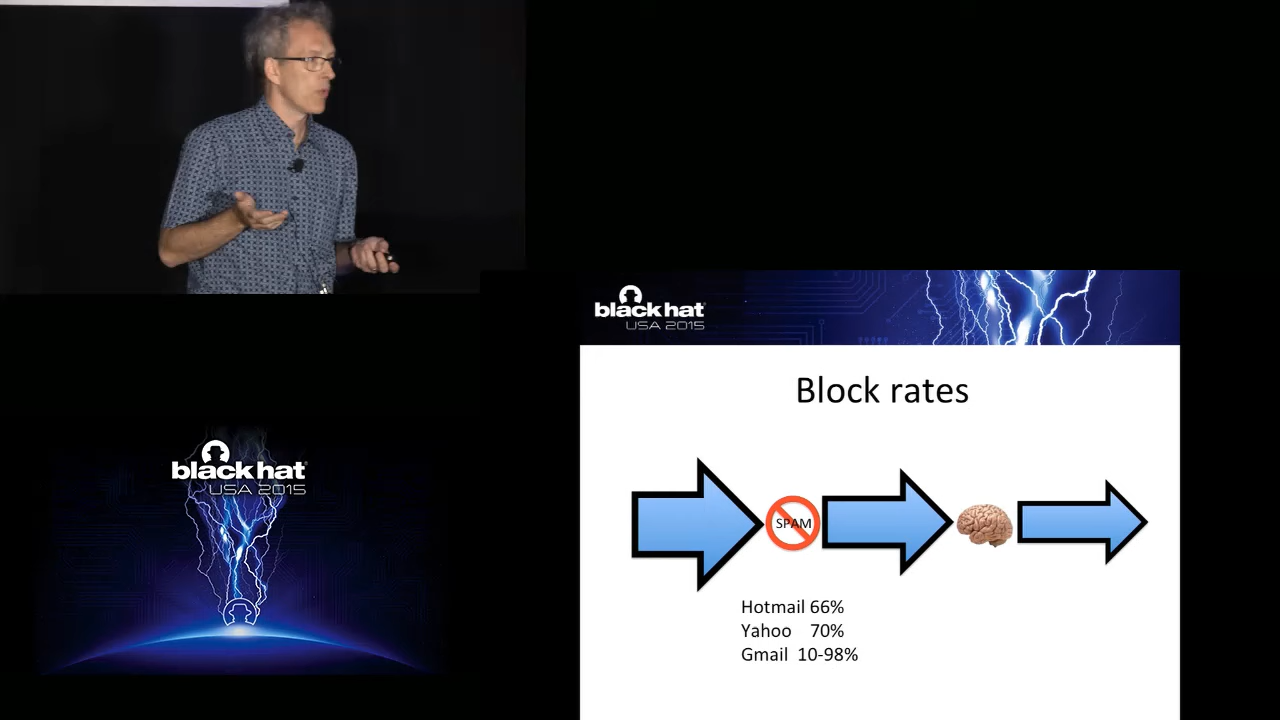 black hat
USA 2015
Block rates
SPAM
Hotmail 66%
Yahoo 70%
Gmail 10-98%
black hat
USA 2015